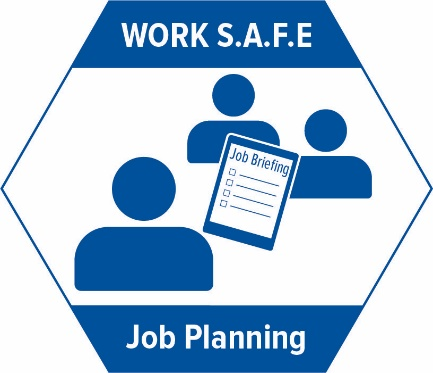 WORK S.A.F.E
Job Briefing
Job Planning